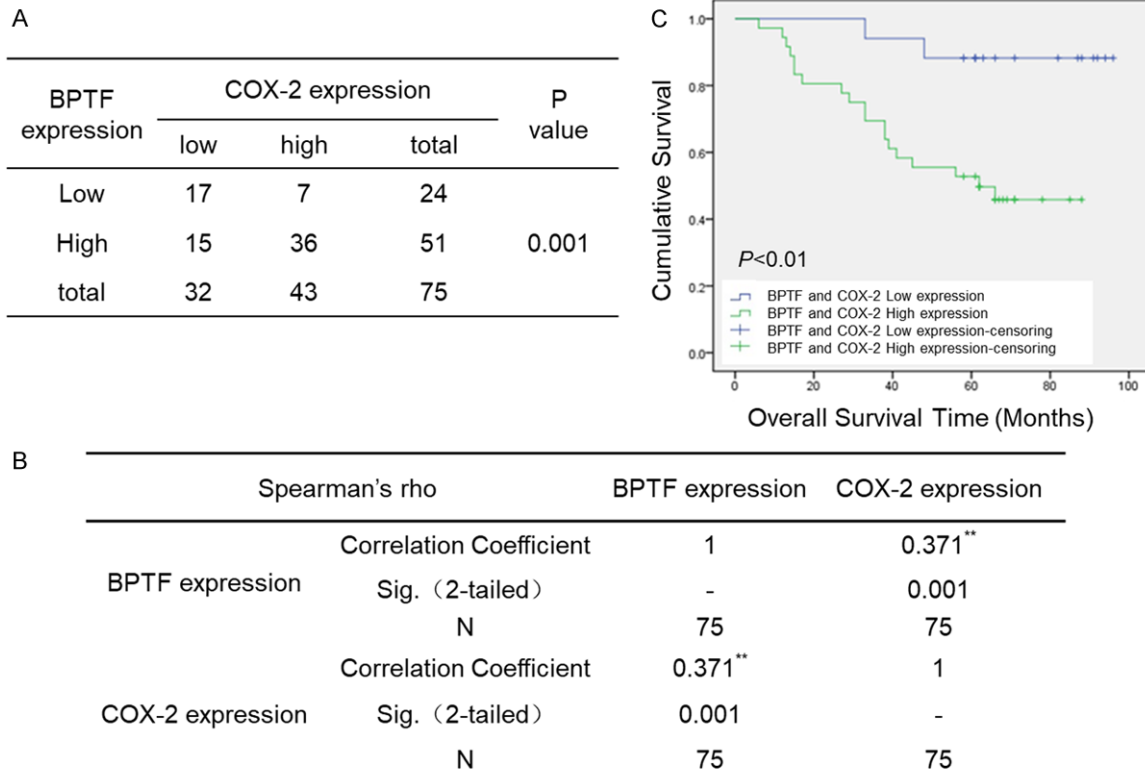 A
BPTF expression COX-2 expression P value
low high total
Low 17 7 24
High 15 36 51 0.001
total 32 43 75
C
Cumulative Survival
1.0
0.8
0.6
0.4
0.2
0.0
P<0.01
BPTF and COX-2 Low expression
BPTF and COX-2 High expression
BPTF and COX-2 Low expression-censoring
BPTF and COX-2 High expression-censoring
0 20 40 60 80 100
Overall Survival Time (Months)
B
Spearman's rho BPTF expression COX-2 expression
BPTF expression
Correlation Coefficient 1 0.371**
Sig.（2-tailed） - 0.001
N 75 75
COX-2 expression
Correlation Coefficient 0.371** 1
Sig.（2-tailed） 0.001 -
N 75 75